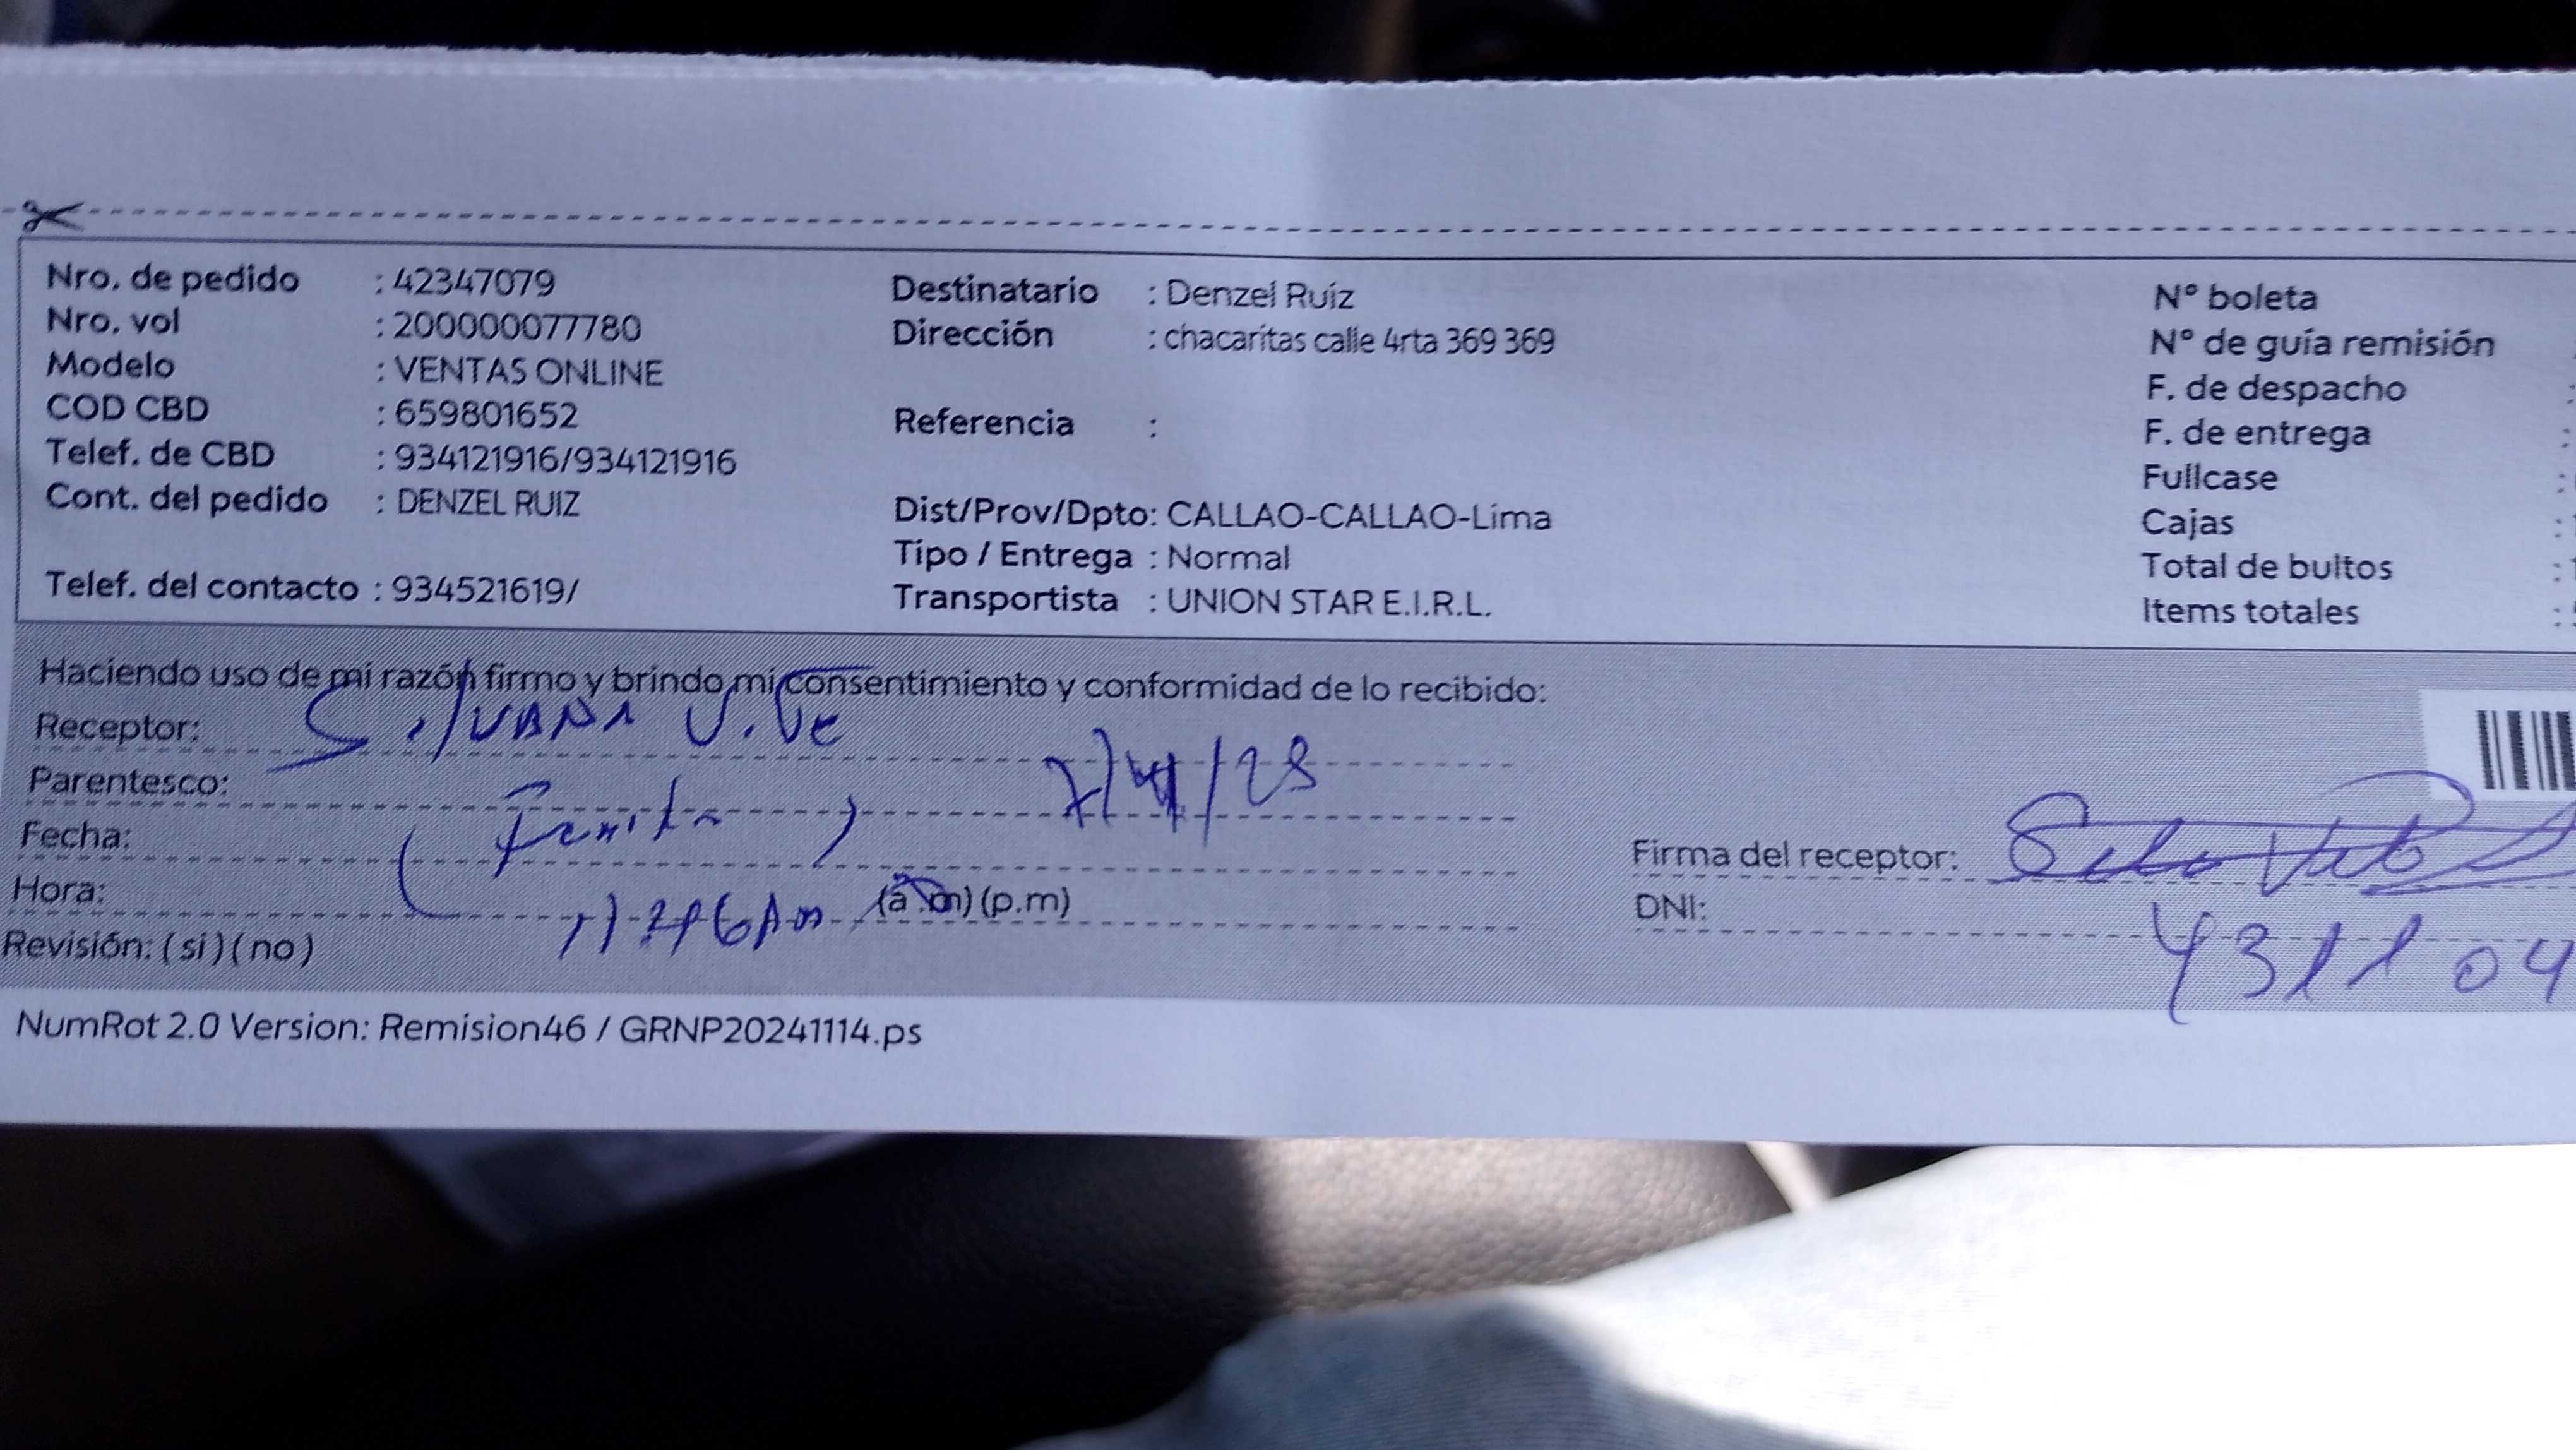 Nro. de pedido : 42347079
Nro. vol : 200000077780
Modelo : VENTAS ONLINE
COD CBD : 659801652
Telef. de CBD : 934121916/934121916
Cont. del pedido : DENZEL RUIZ
Telef. del contacto : 934521619/
Destinatario : Denzel Ruiz
Dirección : chacaritas calle 4rta 369 369
Referencia :
Dist/Prov/Dpto: CALLAO-CALLAO-Lima
Tipo / Entrega : Normal
Transportista : UNION STAR E.I.R.L.
N° boleta
N° de guía remisión
F. de despacho
F. de entrega
Fullcase
Cajas
Total de bultos
Items totales
Haciendo uso de mi razón firmo y brindo mi consentimiento y conformidad de lo recibido:
Receptor: Silvana
Parentesco:
Fecha:
Hora: (a.m) (p.m)
Revisión: ( si ) ( no )
Firma del receptor:
DNI: 431104
NumRot 2.0 Version: Remision46 / GRNP20241114.ps